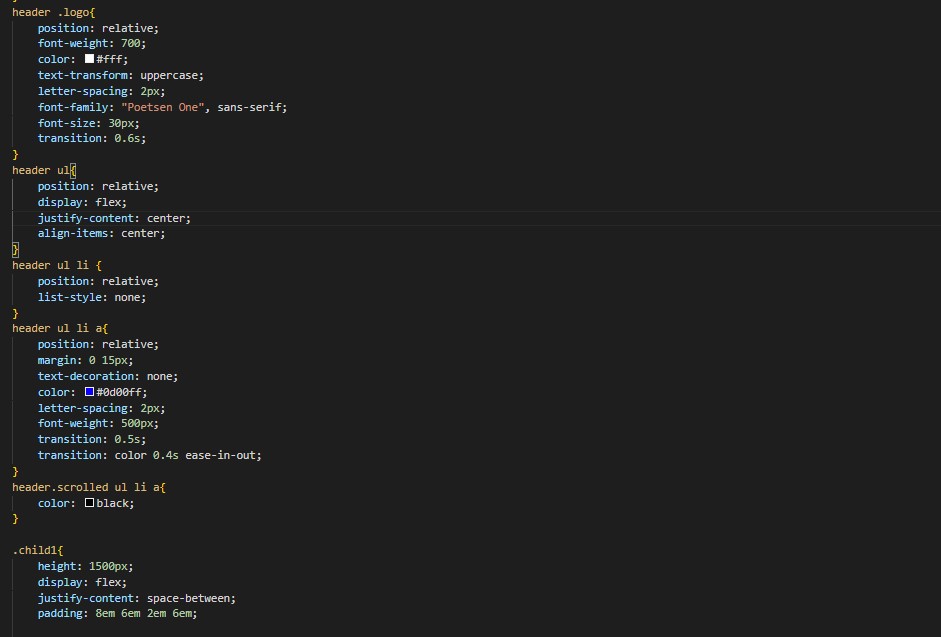 header .logo{
position: relative;
font-weight: 700;
color: #fff;
text-transform: uppercase;
letter-spacing: 2px;
font-family: "Poetsen One", sans-serif;
font-size: 30px;
transition: 0.6s;
}
header ul{
position: relative;
display: flex;
justify-content: center;
align-items: center;
}
header ul li {
position: relative;
list-style: none;
}
header ul li a{
position: relative;
margin: 0 15px;
text-decoration: none;
color: #0d00ff;
letter-spacing: 2px;
font-weight: 500px;
transition: 0.5s;
transition: color 0.4s ease-in-out;
}
header.scrolled ul li a{
color: black;
}
.child1{
height: 1500px;
display: flex;
justify-content: space-between;
padding: 8em 6em 2em 6em;